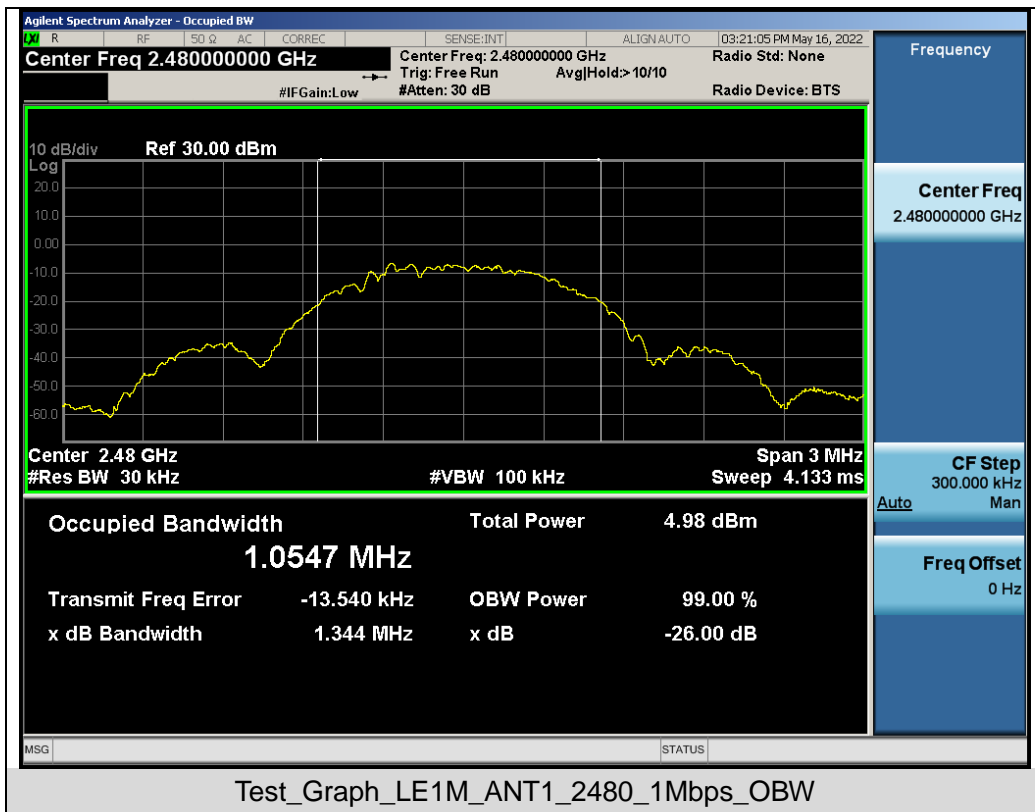 Agilent Spectrum Analyzer - Occupied BW
LXI R RF 50 Ω AC CORREC SENSE:INT ALIGN AUTO 03:21:05 PM May 16, 2022
Center Freq 2.480000000 GHz
Center Freq: 2.480000000 GHz
Radio Std: None
Trig: Free Run Avg|Hold:>10/10
#IFGain:Low
#Atten: 30 dB
Radio Device: BTS
Frequency
10 dB/div Ref 30.00 dBm
Log
20.0
10.0
0.00
-10.0
-20.0
-30.0
-40.0
-50.0
-60.0
Center 2.48 GHz Span 3 MHz
#Res BW 30 kHz #VBW 100 kHz Sweep 4.133 ms
Center Freq
2.480000000 GHz
CF Step
300.000 kHz
Auto Man
Freq Offset
0 Hz
Occupied Bandwidth Total Power 4.98 dBm
1.0547 MHz
Transmit Freq Error -13.540 kHz OBW Power 99.00 %
x dB Bandwidth 1.344 MHz x dB -26.00 dB
MSG STATUS
Test_Graph_LE1M_ANT1_2480_1Mbps_OBW